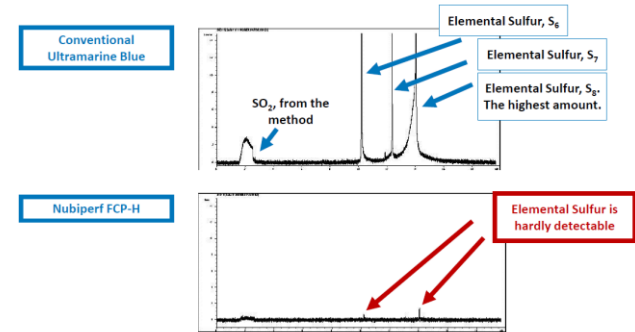 Conventional
Ultramarine Blue
Elemental Sulfur, S6
Elemental Sulfur, S7
Elemental Sulfur, S8.
The highest amount.
SO2, from the
method
Nubiperf FCP-H
Elemental Sulfur is
hardly detectable